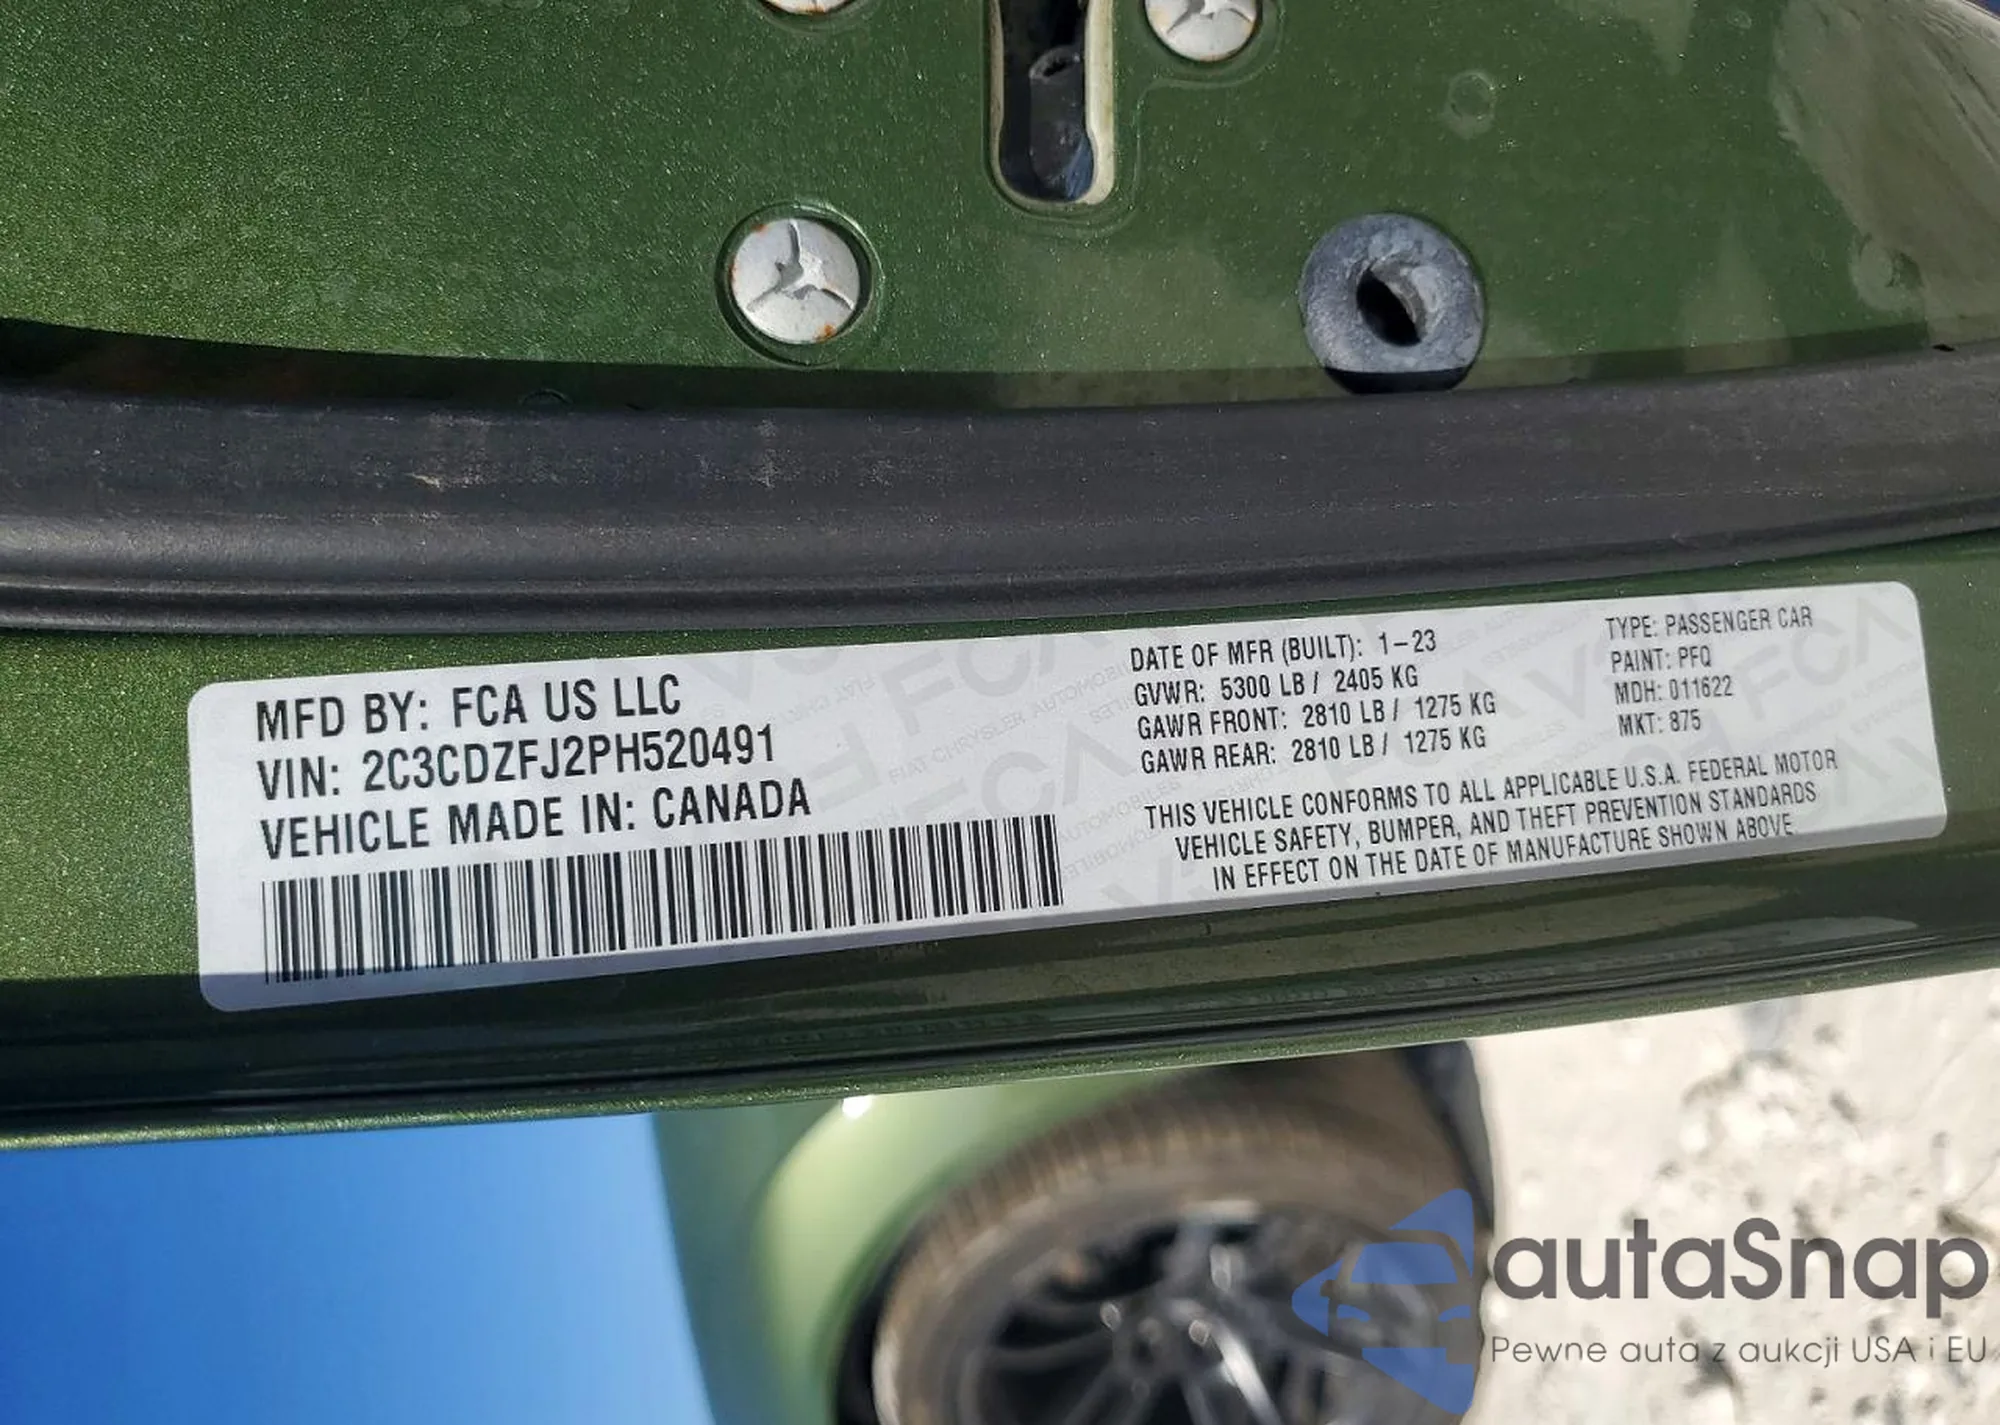 MFD BY: FCA US LLC
VIN: 2C3CDZFJ2PH520491
VEHICLE MADE IN: CANADA
DATE OF MFR (BUILT): 1-23
GVWR: 5300 LB / 2405 KG
GAWR FRONT: 2810 LB / 1275 KG
GAWR REAR: 2810 LB / 1275 KG
TYPE: PASSENGER CAR
PAINT: PFQ
MDH: 011622
MKT: 875
THIS VEHICLE CONFORMS TO ALL APPLICABLE U.S.A. FEDERAL MOTOR
VEHICLE SAFETY, BUMPER, AND THEFT PREVENTION STANDARDS
IN EFFECT ON THE DATE OF MANUFACTURE SHOWN ABOVE
autaSnap
Pewne auta z aukcji USA i EU